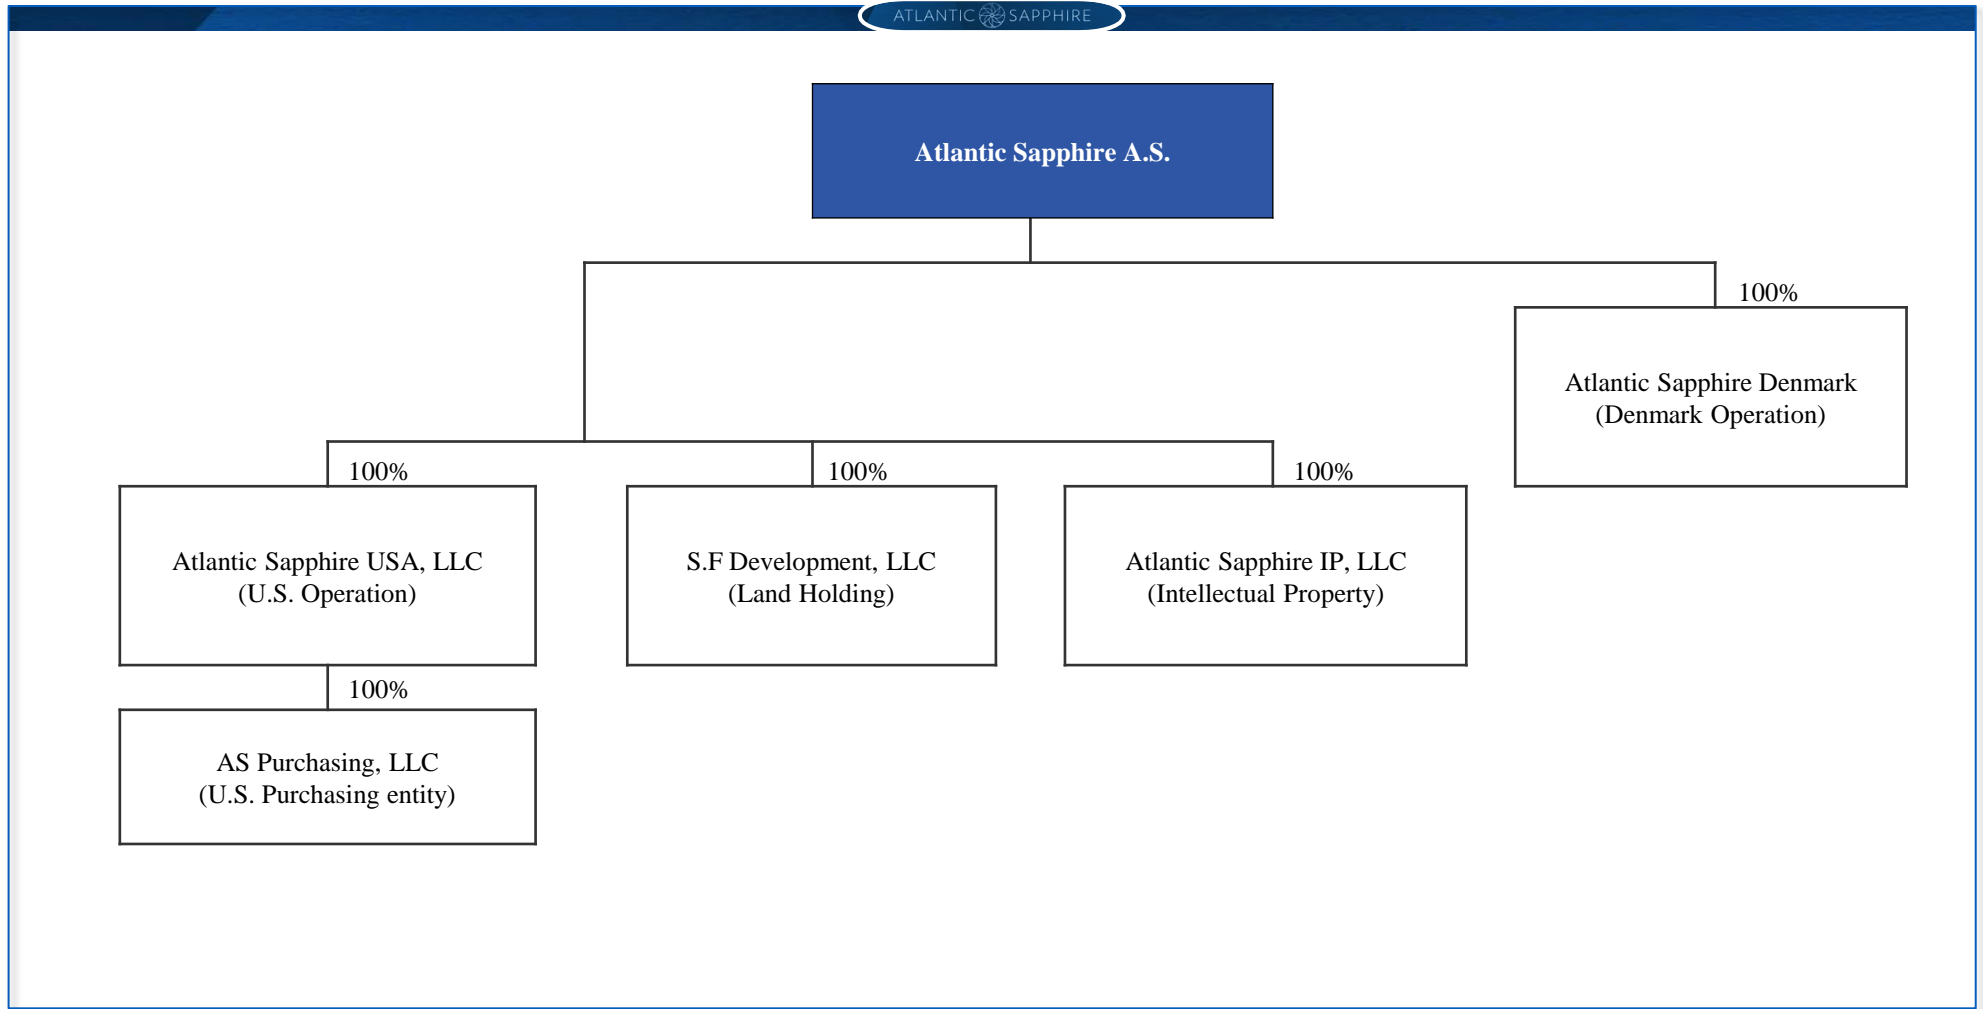 ATLANTIC SAPPHIRE
Atlantic Sapphire A.S.
100%
Atlantic Sapphire Denmark
(Denmark Operation)
100%
100%
100%
Atlantic Sapphire USA, LLC
(U.S. Operation)
S.F Development, LLC
(Land Holding)
Atlantic Sapphire IP, LLC
(Intellectual Property)
100%
AS Purchasing, LLC
(U.S. Purchasing entity)